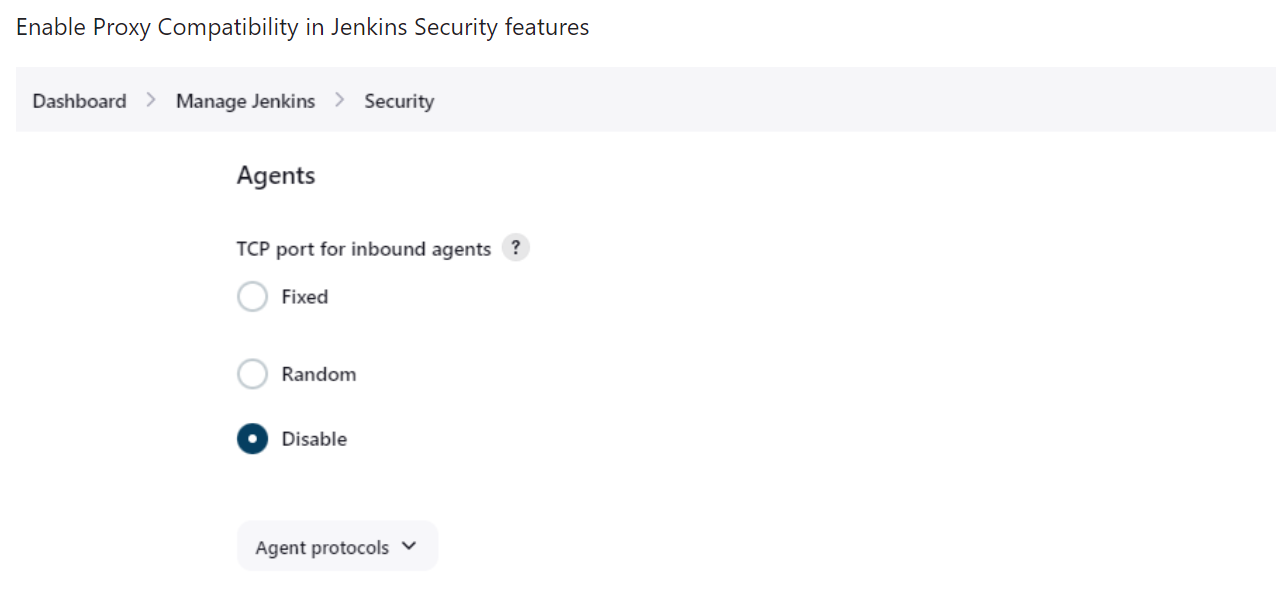 Enable Proxy Compatibility in Jenkins Security features
Dashboard > Manage Jenkins > Security
Agents
TCP port for inbound agents ?
Fixed
Random
Disable
Agent protocols